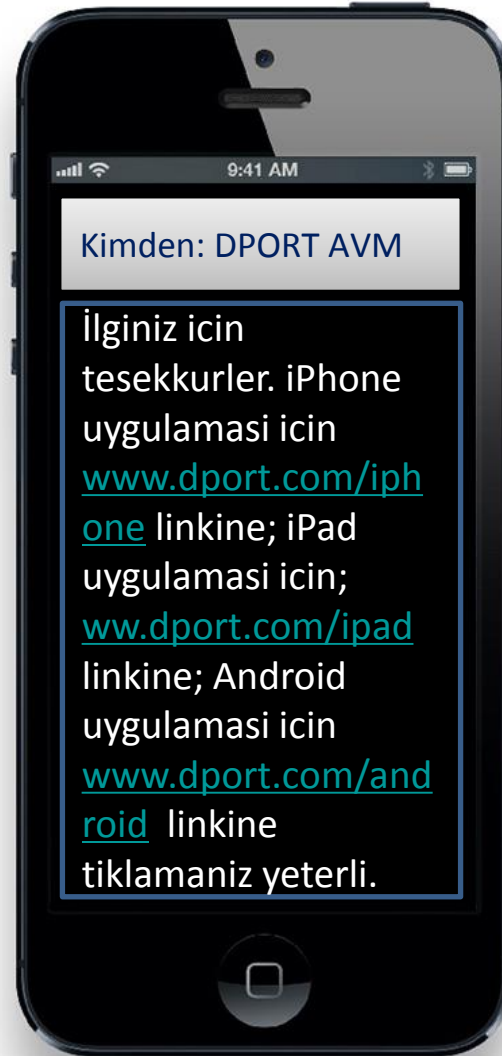 9:41 AM
Kimden: DPORT AVM
İlginiz icin
tesekkurler. iPhone
uygulamasi icin
www.dport.com/iph
one linkine; iPad
uygulamasi icin;
ww.dport.com/ipad
linkine; Android
uygulamasi icin
www.dport.com/and
roid linkine
tiklamaniz yeterli.